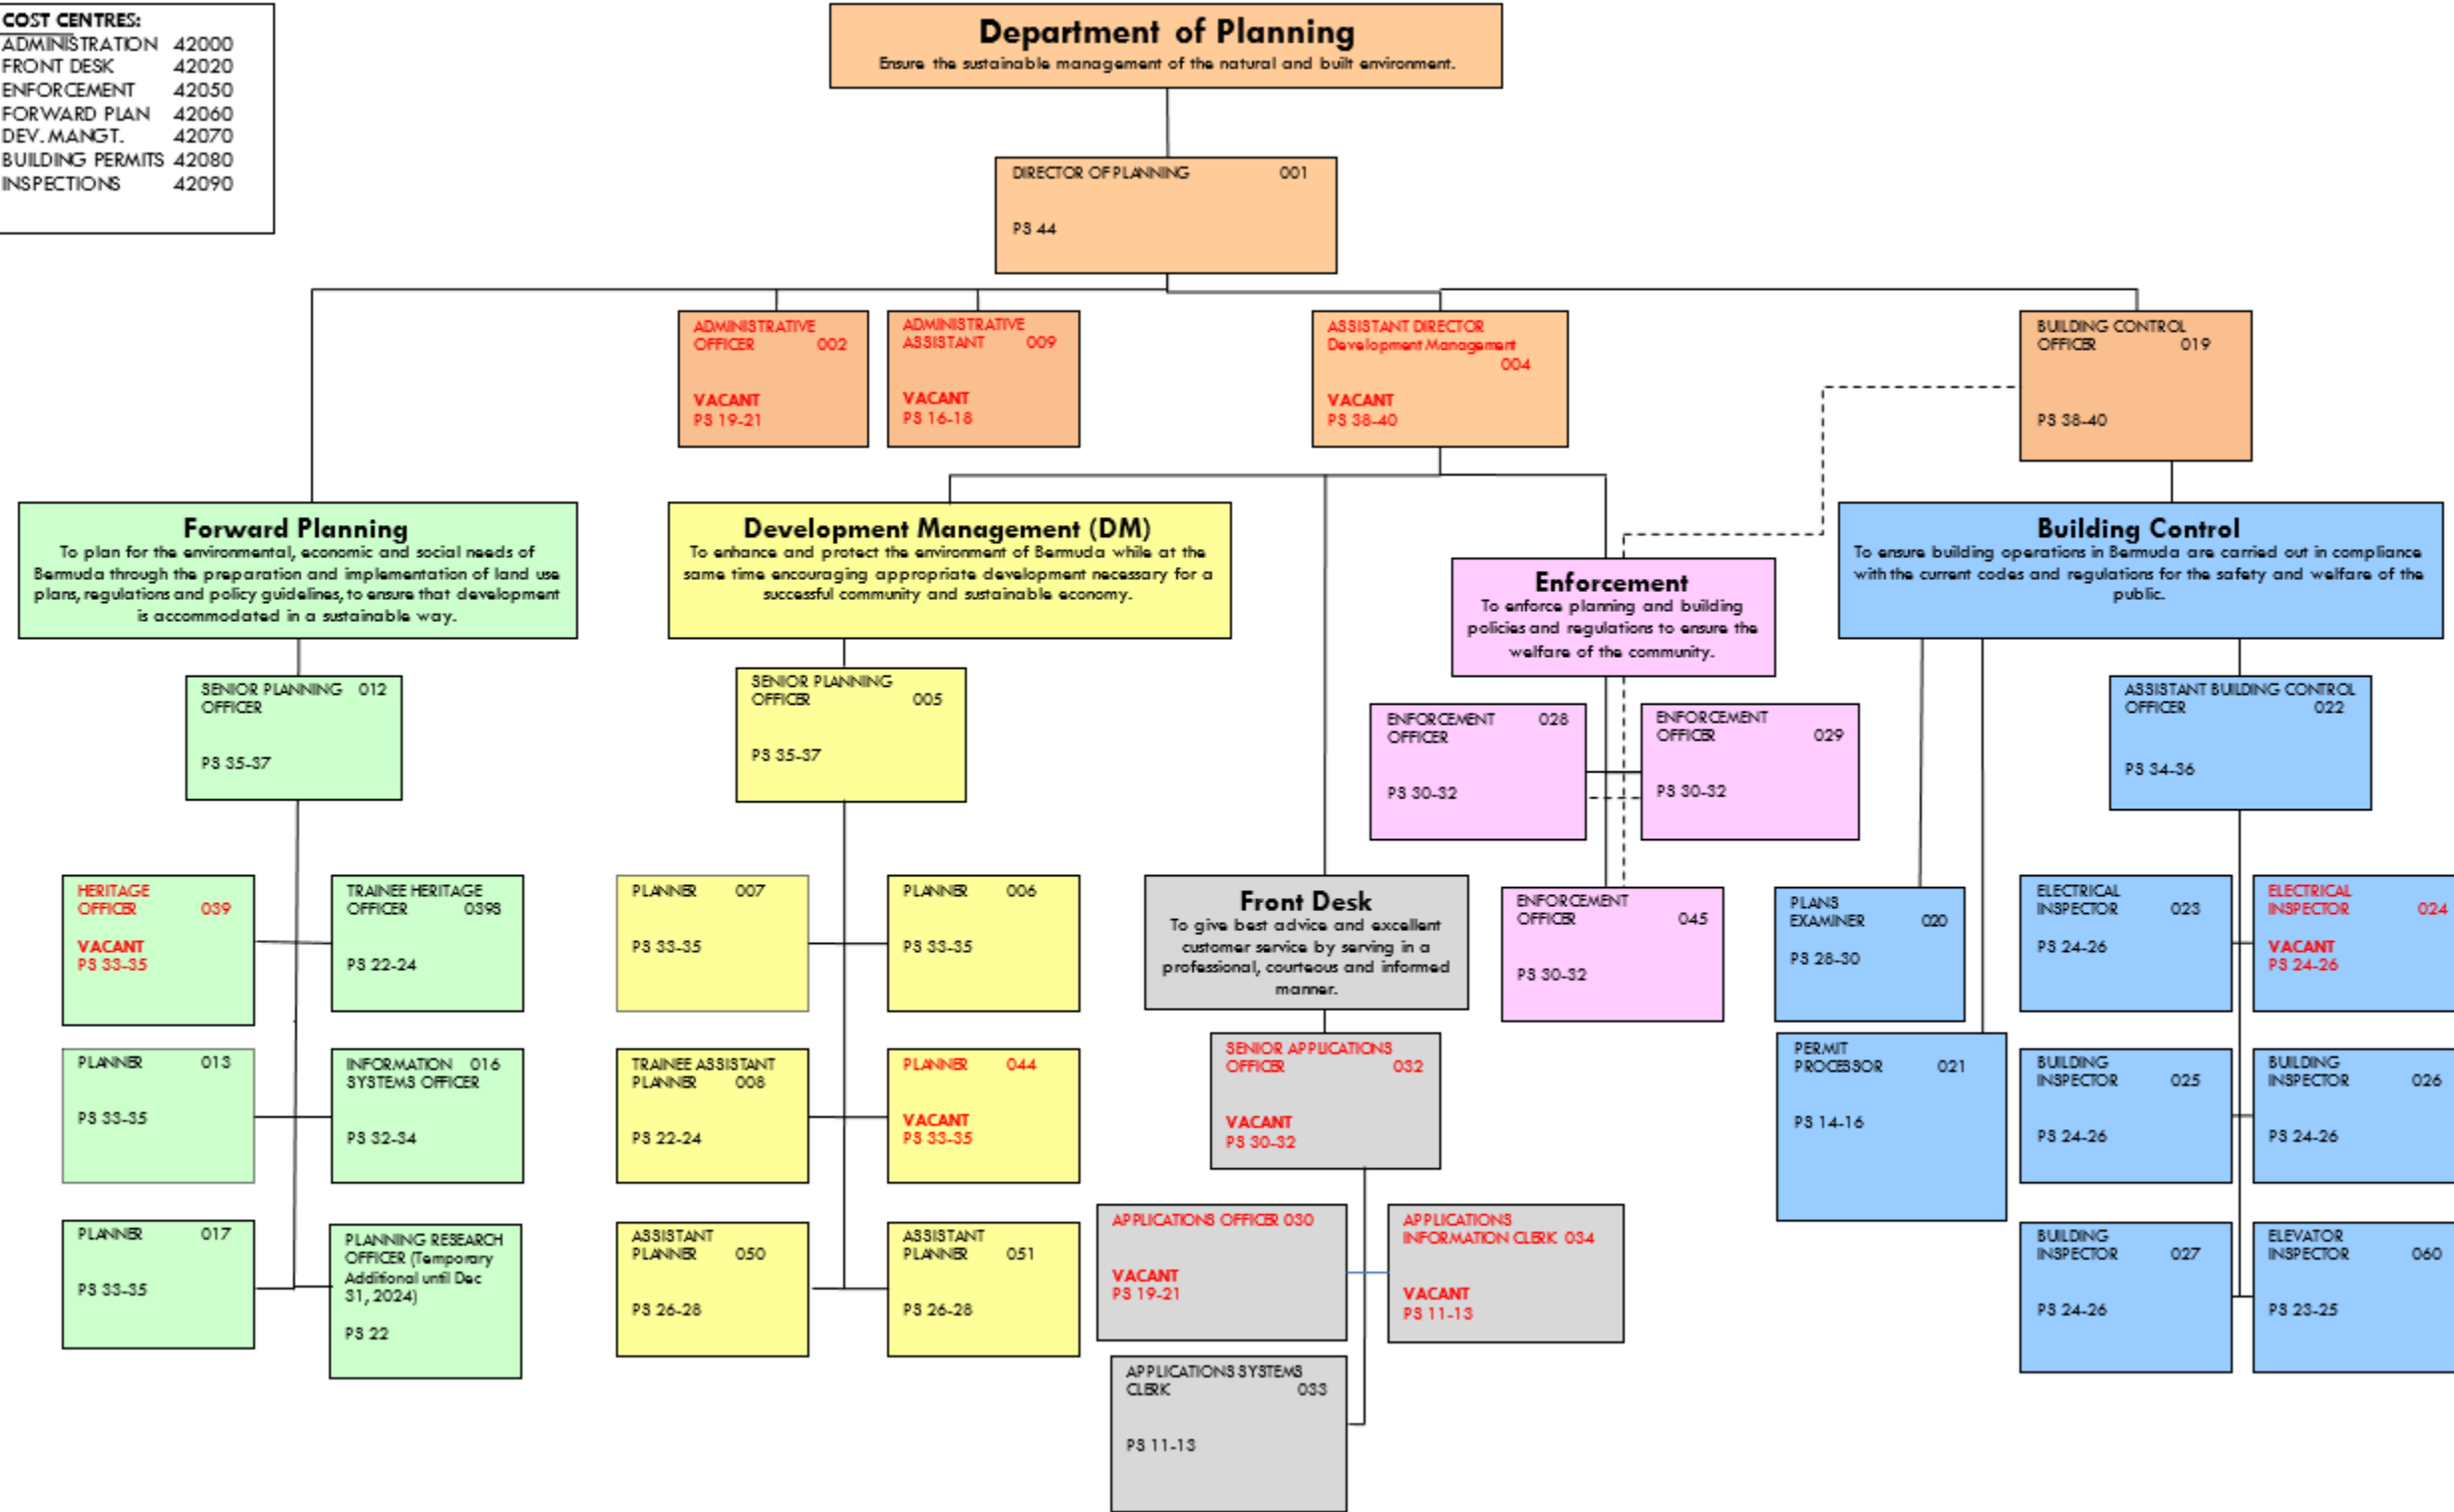 COST CENTRES:
ADMINISTRATION 42000
FRONT DESK 42020
ENFORCEMENT 42050
FORWARD PLAN 42060
DEV. MANGT. 42070
BUILDING PERMITS 42080
INSPECTIONS 42090
Department of Planning
Ensure the sustainable management of the natural and built environment.
DIRECTOR OF PLANNING 001
PS 44
ADMINISTRATIVE
OFFICER 002
VACANT
PS 19-21
ADMINISTRATIVE
ASSISTANT 009
VACANT
PS 16-18
ASSISTANT DIRECTOR
Development Management
004
VACANT
PS 38-40
BUILDING CONTROL
OFFICER 019
PS 38-40
Forward Planning
To plan for the environmental, economic and social needs of
Bermuda through the preparation and implementation of land use
plans, regulations and policy guidelines, to ensure that development
is accommodated in a sustainable way.
Development Management (DM)
To enhance and protect the environment of Bermuda while at the
same time encouraging appropriate development necessary for a
successful community and sustainable economy.
Enforcement
To enforce planning and building
policies and regulations to ensure the
welfare of the community.
Building Control
To ensure building operations in Bermuda are carried out in compliance
with the current codes and regulations for the safety and welfare of the
public.
SENIOR PLANNING 012
OFFICER
PS 35-37
SENIOR PLANNING
OFFICER 005
PS 35-37
ENFORCEMENT 028
OFFICER
PS 30-32
ENFORCEMENT
OFFICER 029
PS 30-32
ASSISTANT BUILDING CONTROL
OFFICER 022
PS 34-36
HERITAGE
OFFICER 039
VACANT
PS 33-35
TRAINEE HERITAGE
OFFICER 039S
PS 22-24
PLANNER 007
PS 33-35
PLANNER 006
PS 33-35
Front Desk
To give best advice and excellent
customer service by serving in a
professional, courteous and informed
manner.
ENFORCEMENT
OFFICER 045
PS 30-32
PLANS
EXAMINER 020
PS 28-30
ELECTRICAL
INSPECTOR 023
PS 24-26
ELECTRICAL
INSPECTOR 024
VACANT
PS 24-26
PLANNER 013
PS 33-35
INFORMATION 016
SYSTEMS OFFICER
PS 32-34
TRAINEE ASSISTANT
PLANNER 008
PS 22-24
PLANNER 044
VACANT
PS 33-35
SENIOR APPLICATIONS
OFFICER 032
VACANT
PS 30-32
PERMIT
PROCESSOR 021
PS 14-16
BUILDING
INSPECTOR 025
PS 24-26
BUILDING
INSPECTOR 026
PS 24-26
PLANNER 017
PS 33-35
PLANNING RESEARCH
OFFICER (Temporary
Additional until Dec
31, 2024)
PS 22
ASSISTANT
PLANNER 050
PS 26-28
ASSISTANT
PLANNER 051
PS 26-28
APPLICATIONS OFFICER 030
VACANT
PS 19-21
APPLICATIONS
INFORMATION CLERK 034
VACANT
PS 11-13
BUILDING
INSPECTOR 027
PS 24-26
ELEVATOR
INSPECTOR 060
PS 23-25
APPLICATIONS SYSTEMS
CLERK 033
PS 11-13